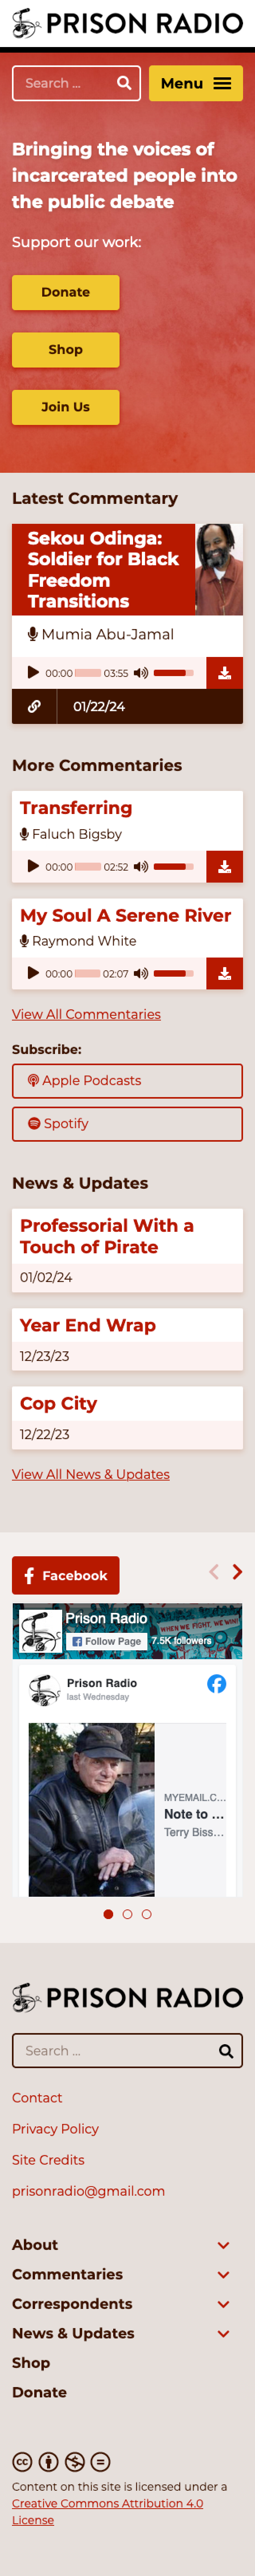 PRISON RADIO
Search ...
Menu
Bringing the voices of
incarcerated people into
the public debate
Support our work:
Donate
Shop
Join Us
Latest Commentary
Sekou Odinga:
Soldier for Black
Freedom
Transitions
Mumia Abu-Jamal
00:00 03:55
01/22/24
More Commentaries
Transferring
Faluch Bigsby
00:00 02:52
My Soul A Serene River
Raymond White
00:00 02:07
View All Commentaries
Subscribe:
Apple Podcasts
Spotify
News & Updates
Professorial With a
Touch of Pirate
01/02/24
Year End Wrap
12/23/23
Cop City
12/22/23
View All News & Updates
Facebook
WHEN WE FIGHT, WE WIN!
Prison Radio
Follow Page 7.5K followers
Prison Radio
last Wednesday
MYEMAIL.C...
Note to ...
Terry Biss...
PRISON RADIO
Search ...
Contact
Privacy Policy
Site Credits
prisonradio@gmail.com
About
Commentaries
Correspondents
News & Updates
Shop
Donate
cc
Content on this site is licensed under a
Creative Commons Attribution 4.0
License